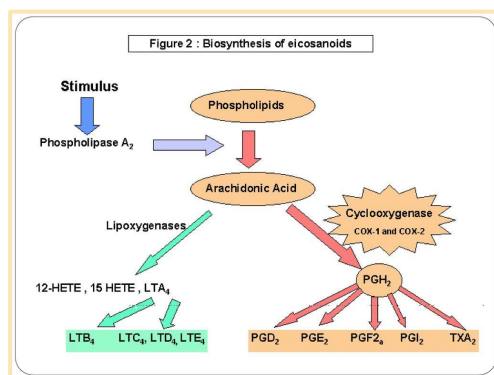 Figure 2 : Biosynthesis of eicosanoids
Stimulus
Phospholipids
Phospholipase A₂
Arachidonic Acid
Cyclooxygenase
COX-1 and COX-2
Lipoxygenases
PGH₂
12-HETE , 15 HETE , LTA₄
LTB₄ LTC₄, LTD₄, LTE₄
PGD₂ PGE₂ PGF2ₐ PGI₂ TXA₂